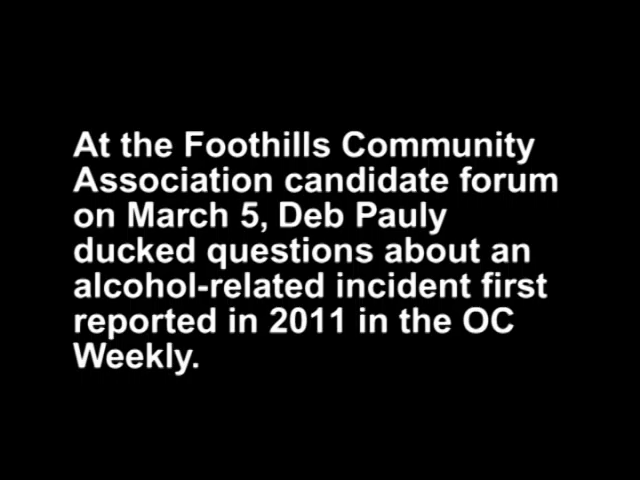 At the Foothills Community
Association candidate forum
on March 5, Deb Pauly
ducked questions about an
alcohol-related incident first
reported in 2011 in the OC
Weekly.